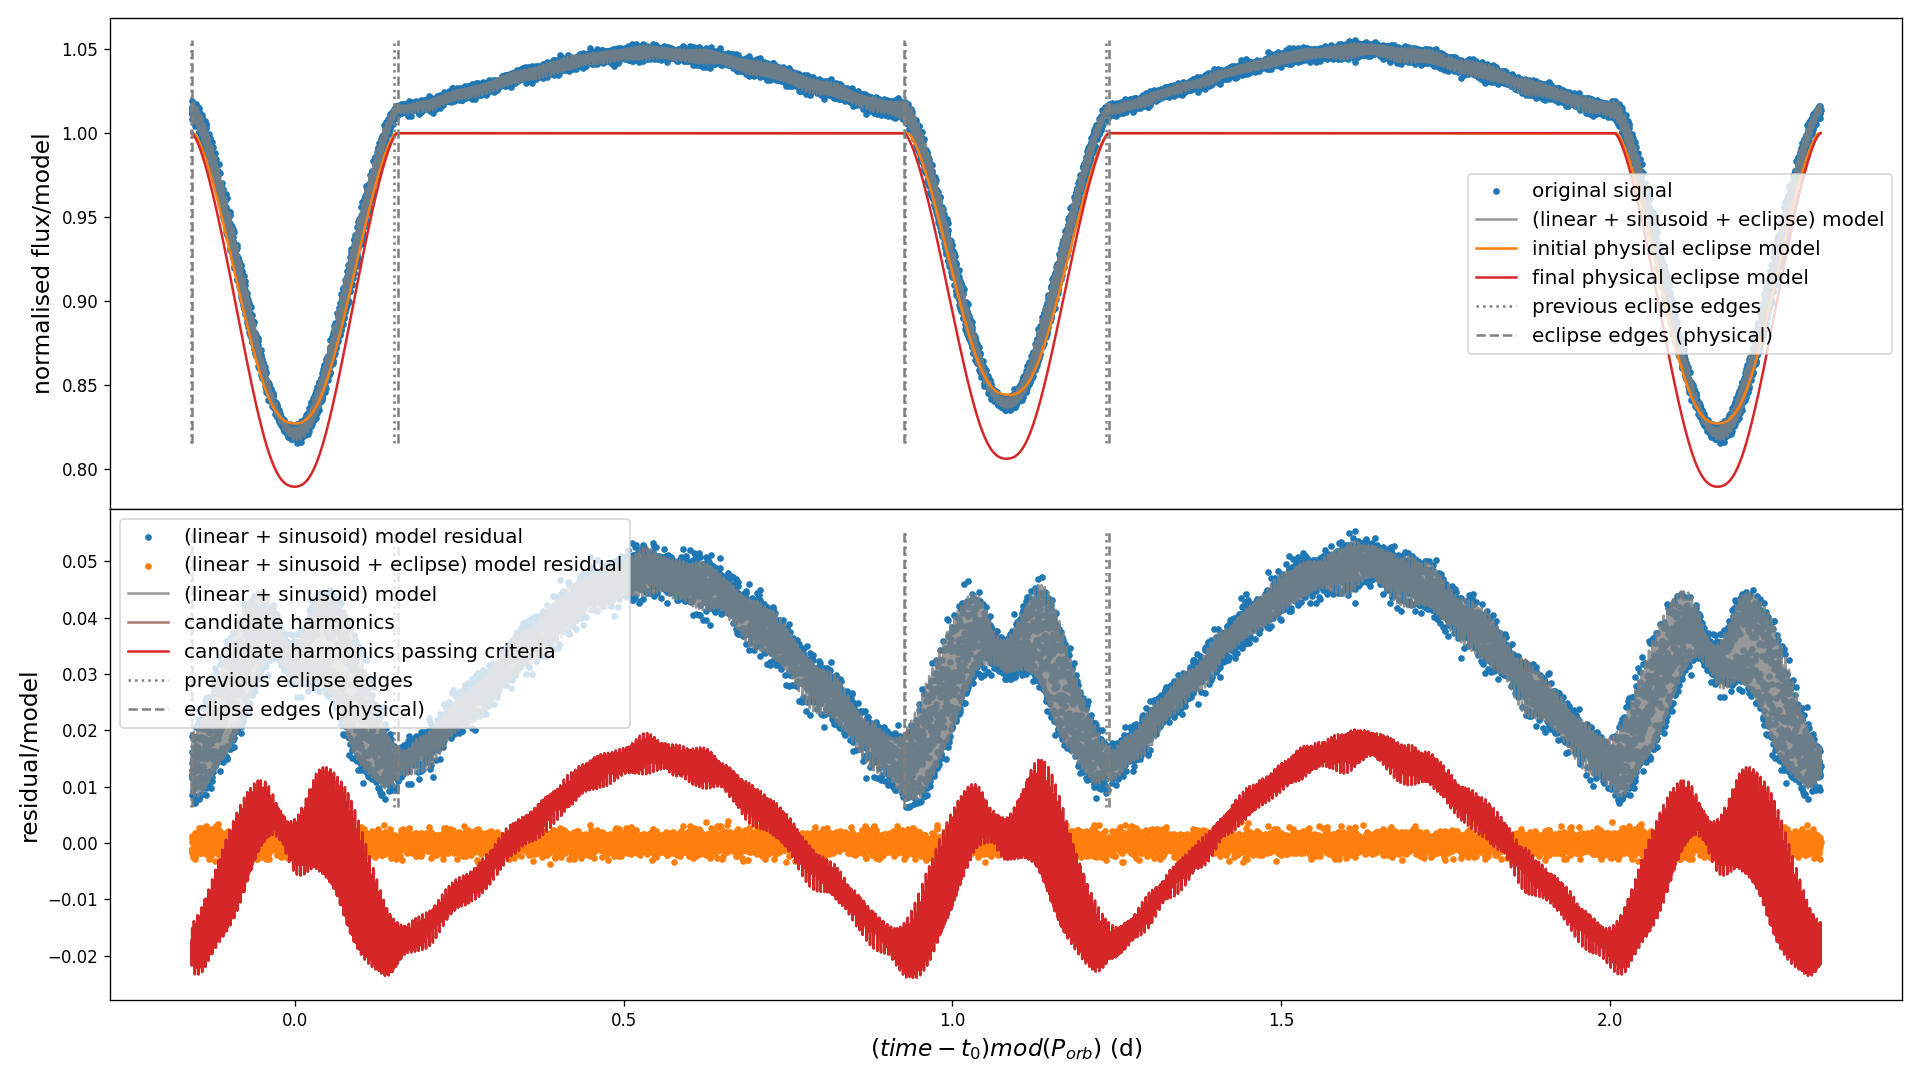 1.05
1.00
0.95
0.90
0.85
0.80
normalised flux/model
original signal
(linear + sinusoid + eclipse) model
initial physical eclipse model
final physical eclipse model
previous eclipse edges
eclipse edges (physical)
(linear + sinusoid) model residual
(linear + sinusoid + eclipse) model residual
(linear + sinusoid) model
candidate harmonics
candidate harmonics passing criteria
previous eclipse edges
eclipse edges (physical)
0.05
0.04
0.03
0.02
0.01
0.00
−0.01
−0.02
residual/model
0.0 0.5 1.0 1.5 2.0
(time − t₀)mod(P_orb) (d)